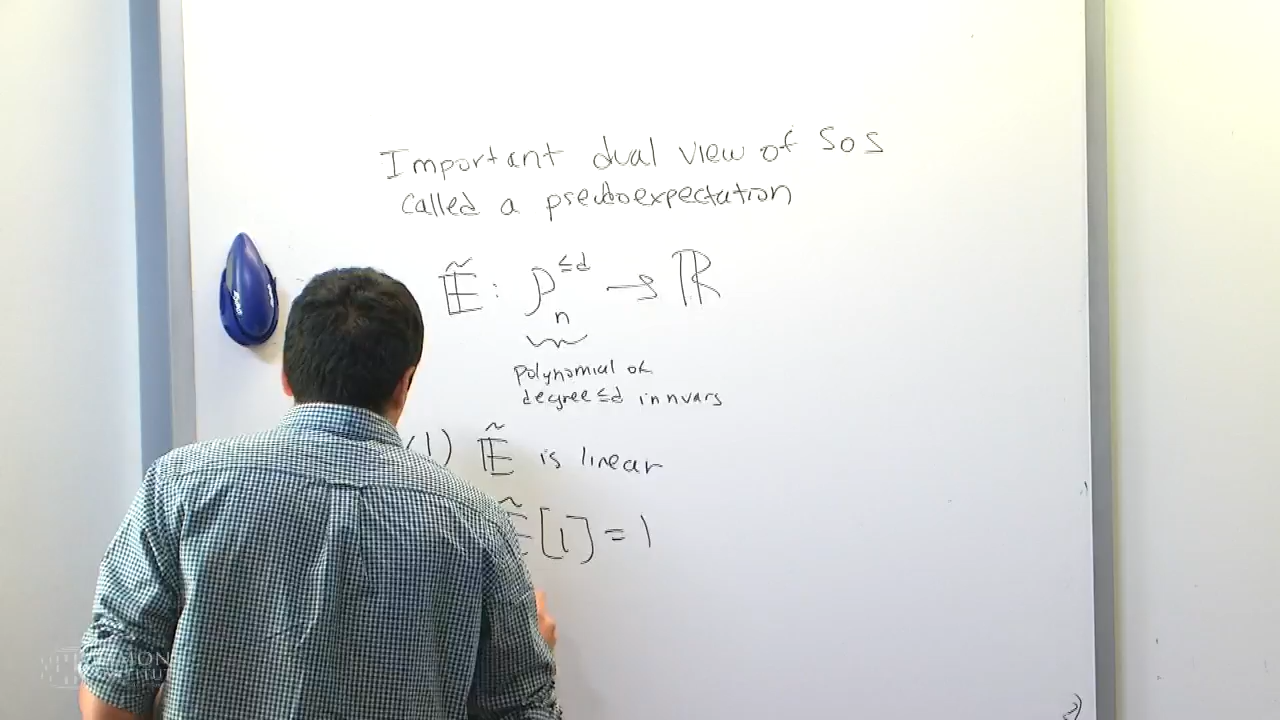 Important dual view of SoS
called a pseudoexpectation
Ẽ : P_n^{≤d} → ℝ
polynomial of
degree ≤d in n vars
(1) Ẽ is linear
Ẽ[1] = 1